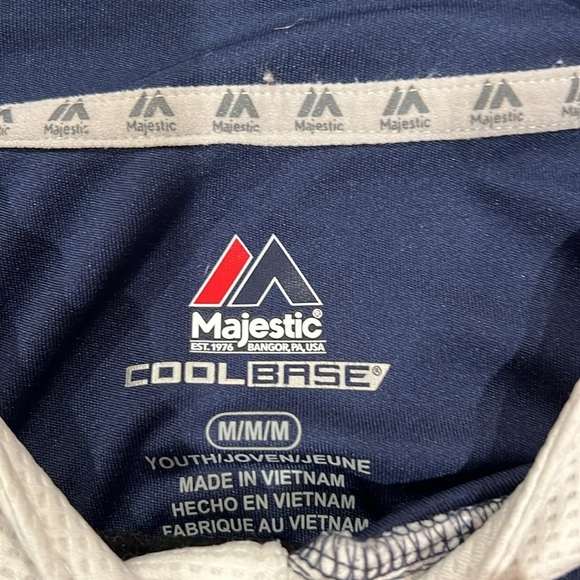 Majestic Majestic Majestic Majestic Majestic Majestic
Majestic®
EST. 1976 BANGOR, PA, USA
COOLBASE®
M/M/M
YOUTH/JOVEN/JEUNE
MADE IN VIETNAM
HECHO EN VIETNAM
FABRIQUE AU VIETNAM